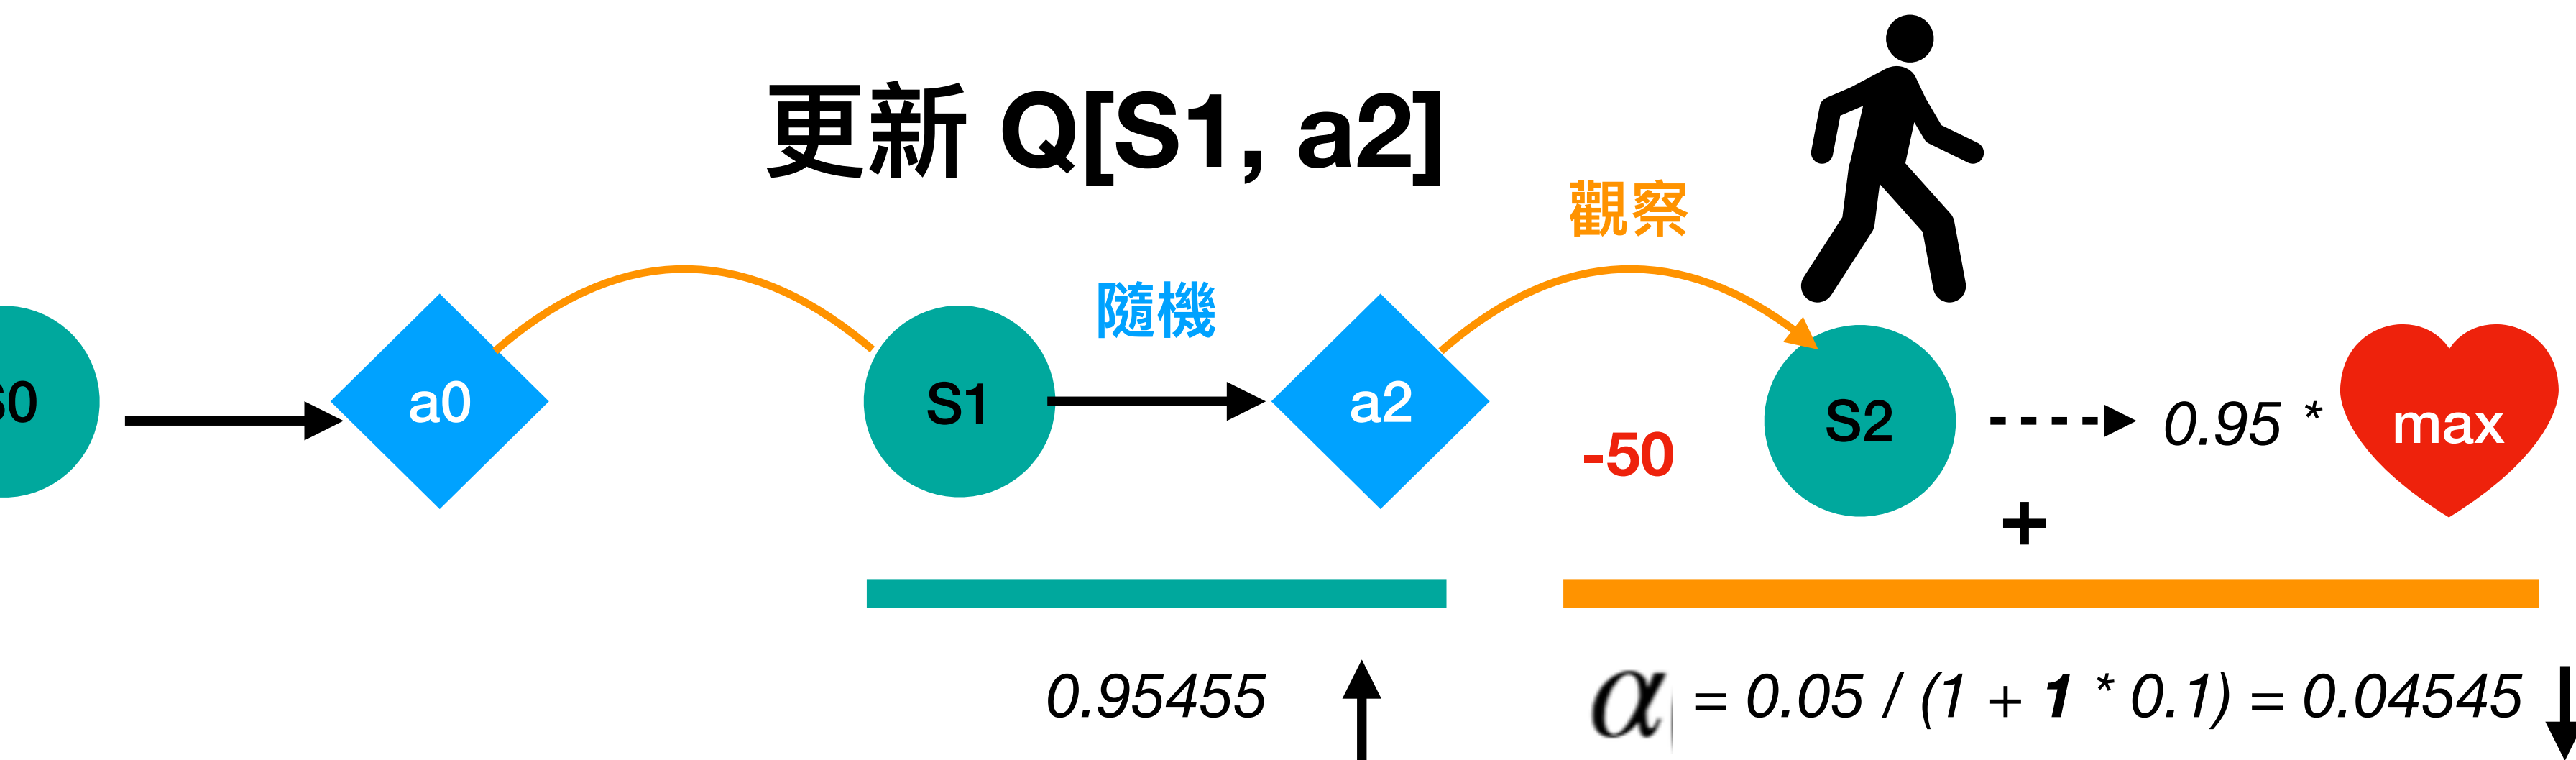 更新 Q[S1, a2]
觀察
隨機
S0
a0
S1
a2
-50
S2
0.95 *
max
+
0.95455
α = 0.05 / (1 + 1 * 0.1) = 0.04545